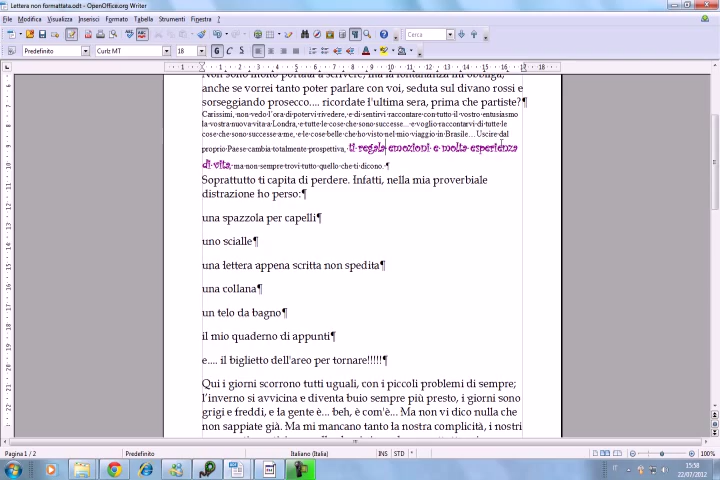 Lettera non formattata.odt - OpenOffice.org Writer
File Modifica Visualizza Inserisci Formato Tabella Strumenti Finestra ?
Cerca
Predefinito Curlz MT 18 G C S
Non sono molto portata a scrivere, ma la lontananza mi obbliga,
anche se vorrei tanto poter parlare con voi, seduta sul divano rossi e
sorseggiando prosecco.... ricordate l'ultima sera, prima che partiste?¶
Carissimi, non vedo l'ora di potervi rivedere, e di sentirvi raccontare con tutto il vostro entusiasmo
la vostra nuova vita a Londra, e tutte le cose che sono successe... e voglio raccontarvi di tutte le
cose che sono successe a me, e le cose belle che ho visto nel mio viaggio in Brasile... Uscire dal
proprio Paese cambia totalmente prospettiva, ti regala emozioni e molta esperienza
di vita, ma non sempre trovi tutto quello che ti dicono. ¶
Soprattutto ti capita di perdere. Infatti, nella mia proverbiale
distrazione ho perso:¶
una spazzola per capelli¶
uno scialle¶
una lettera appena scritta non spedita¶
una collana¶
un telo da bagno¶
il mio quaderno di appunti¶
e.... il biglietto dell'areo per tornare!!!!!¶
Qui i giorni scorrono tutti uguali, con i piccoli problemi di sempre;
l'inverno si avvicina e diventa buio sempre più presto, i giorni sono
grigi e freddi, e la gente è... beh, è com'è... Ma non vi dico nulla che
non sappiate già. Ma mi mancano tanto la nostra complicità, i nostri
Pagina 1 / 2 Predefinito Italiano (Italia) INS STD * 100%
IT 15:58
22/07/2012